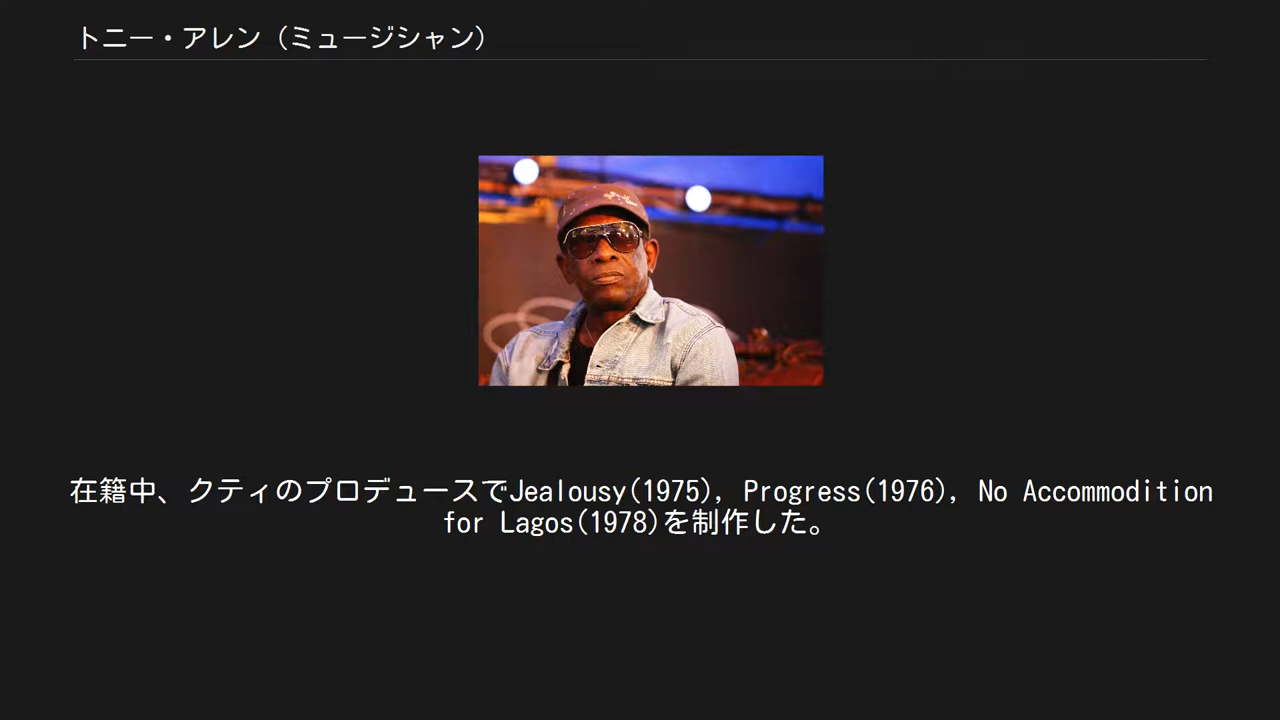 トニー・アレン（ミュージシャン）
在籍中、クティのプロデュースでJealousy(1975), Progress(1976), No Accommodition
for Lagos(1978)を制作した。